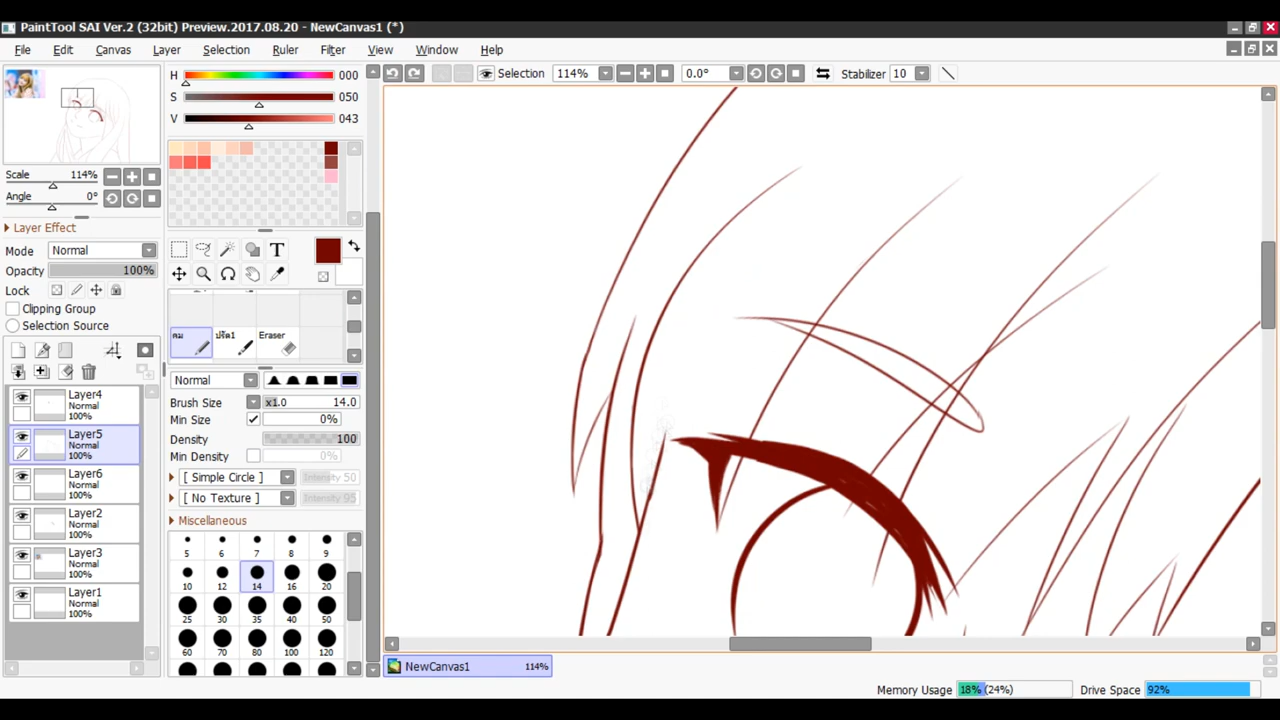 PaintTool SAI Ver.2 (32bit) Preview.2017.08.20 - NewCanvas1 (*)
File Edit Canvas Layer Selection Ruler Filter View Window Help
Selection 114% 0.0° Stabilizer 10
H 000
S 050
V 043
Scale 114%
Angle 0°
Layer Effect
Mode Normal
Opacity 100%
Lock
Clipping Group
Selection Source
Layer4
Normal
100%
Layer5
Normal
100%
Layer6
Normal
100%
Layer2
Normal
100%
Layer3
Normal
100%
Layer1
Normal
100%
T
Eraser
Normal
Brush Size x1.0 14.0
Min Size 0%
Density 100
Min Density 0%
[ Simple Circle ] Intensity 50
[ No Texture ] Intensity 95
Miscellaneous
5 6 7 8 9
10 12 14 16 20
25 30 35 40 50
60 70 80 100 120
NewCanvas1 114%
Memory Usage 18% (24%) Drive Space 92%